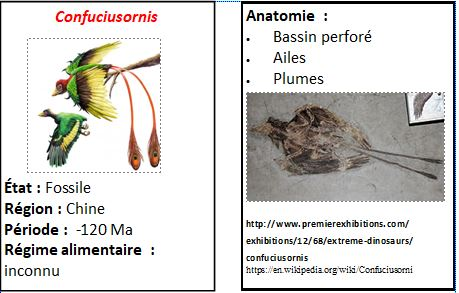 Confuciusornis
État : Fossile
Région : Chine
Période : -120 Ma
Régime alimentaire :
inconnu
Anatomie :
• Bassin perforé
• Ailes
• Plumes
http://www.premierexhibitions.com/
exhibitions/12/68/extreme-dinosaurs/
confuciusornis
https://en.wikipedia.org/wiki/Confuciusorni